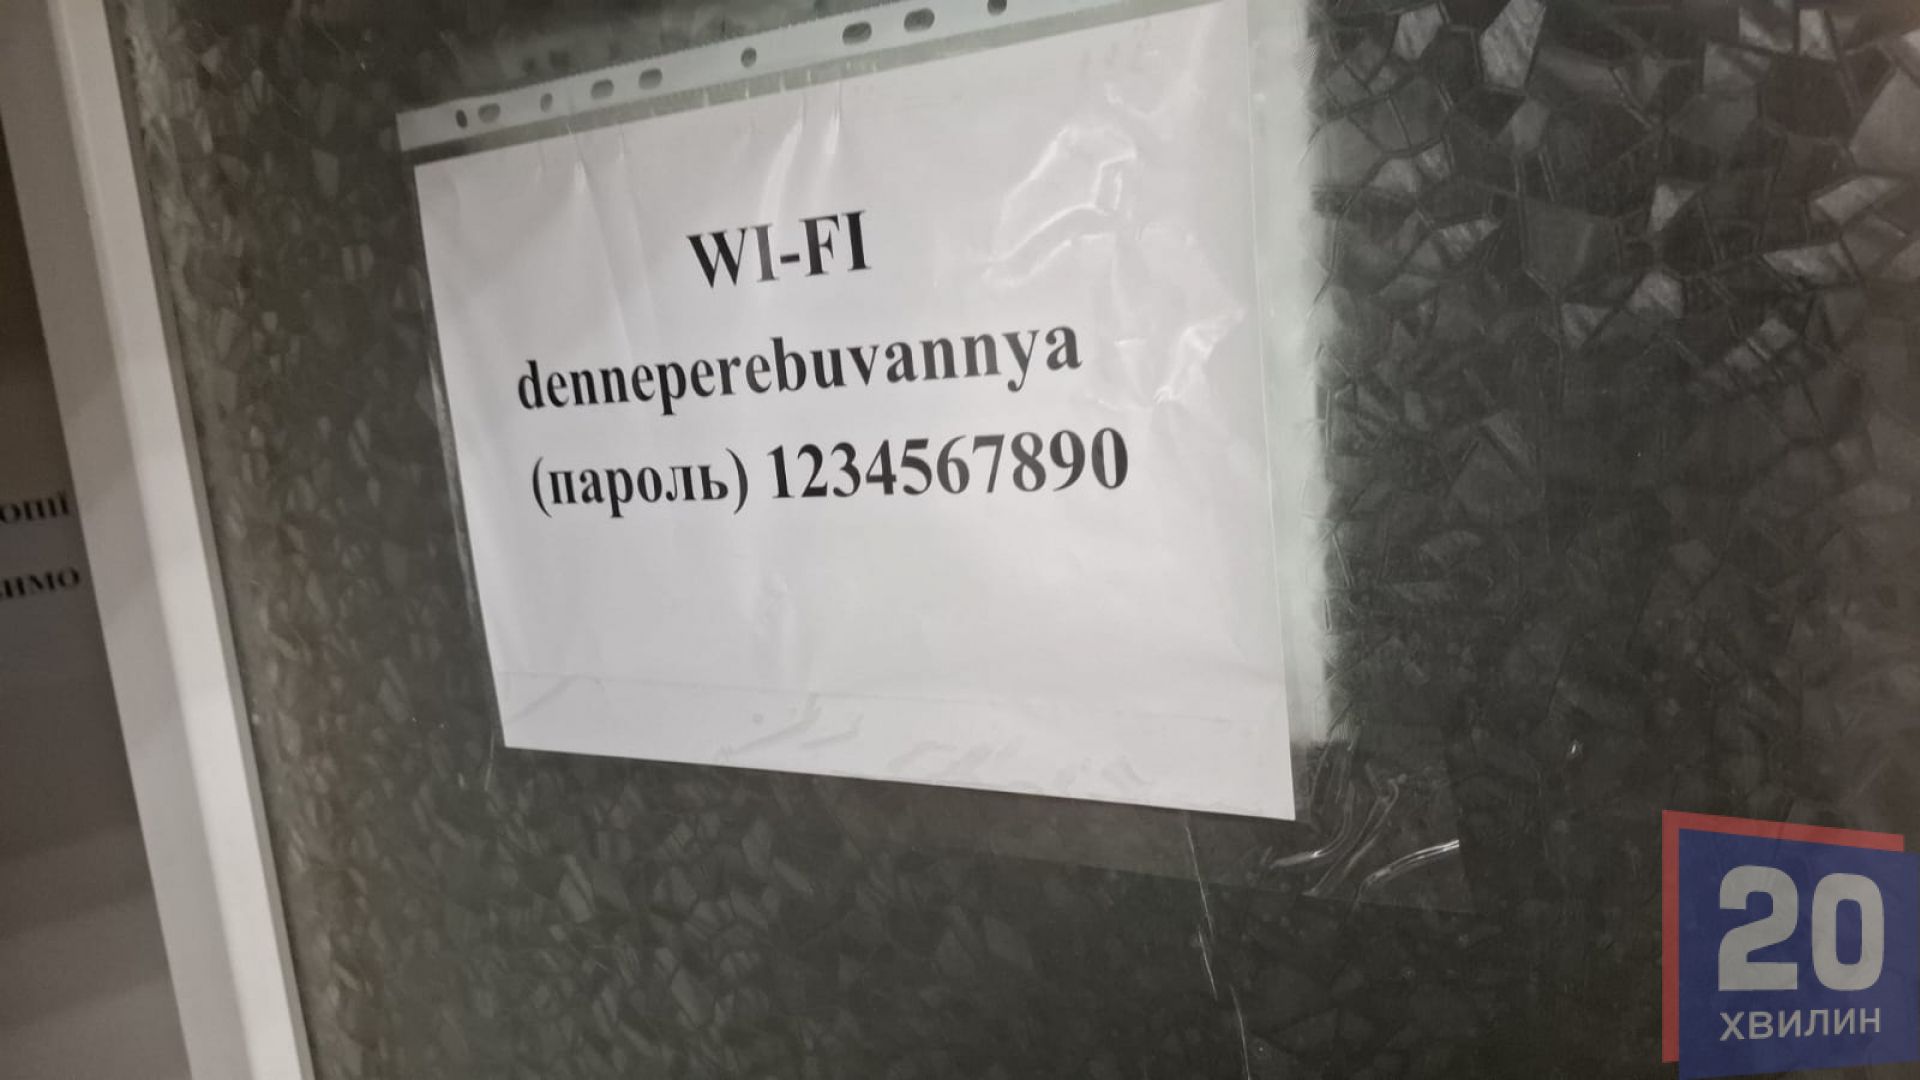 WI-FI
denneperebuvannya
(пароль) 1234567890
20
ХВИЛИН